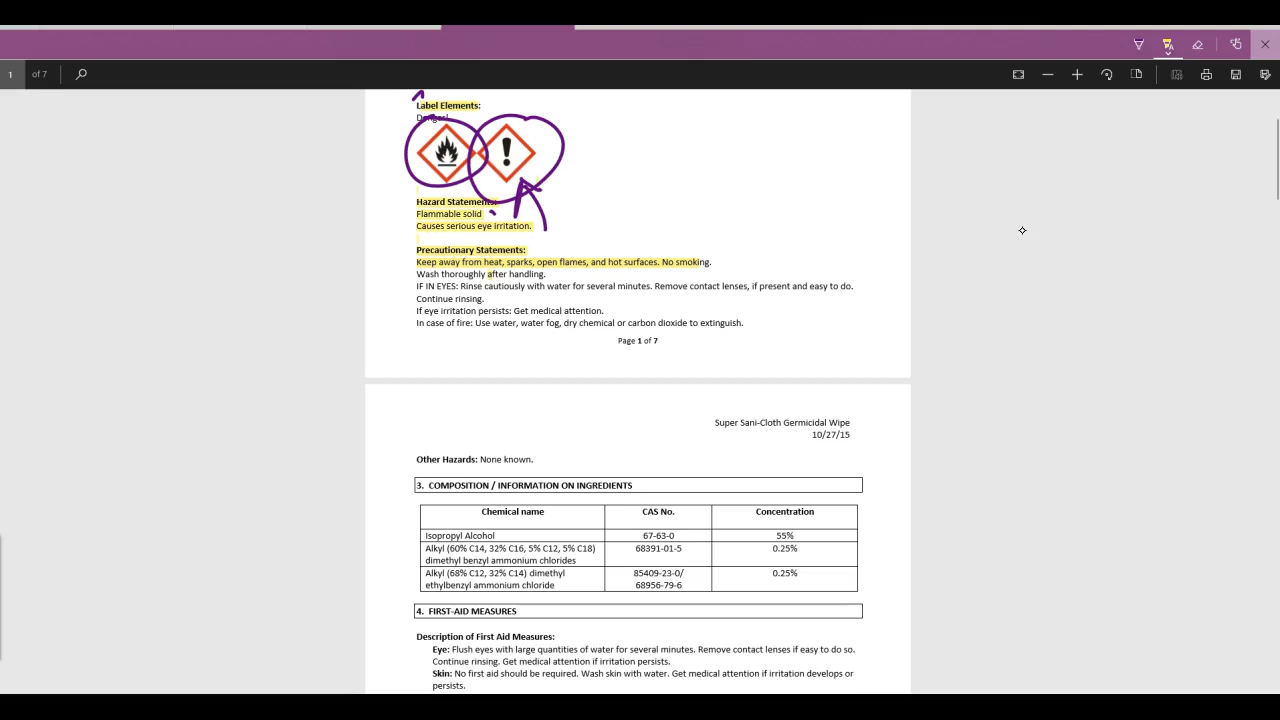 1 of 7
Label Elements:
Danger!
Hazard Statements:
Flammable solid
Causes serious eye irritation.
Precautionary Statements:
Keep away from heat, sparks, open flames, and hot surfaces. No smoking.
Wash thoroughly after handling.
IF IN EYES: Rinse cautiously with water for several minutes. Remove contact lenses, if present and easy to do.
Continue rinsing.
If eye irritation persists: Get medical attention.
In case of fire: Use water, water fog, dry chemical or carbon dioxide to extinguish.
Page 1 of 7
Super Sani-Cloth Germicidal Wipe
10/27/15
Other Hazards: None known.
3. COMPOSITION / INFORMATION ON INGREDIENTS
Chemical name CAS No. Concentration
Isopropyl Alcohol 67-63-0 55%
Alkyl (60% C14, 32% C16, 5% C12, 5% C18) 68391-01-5 0.25%
dimethyl benzyl ammonium chlorides
Alkyl (68% C12, 32% C14) dimethyl 85409-23-0/ 0.25%
ethylbenzyl ammonium chloride 68956-79-6
4. FIRST-AID MEASURES
Description of First Aid Measures:
Eye: Flush eyes with large quantities of water for several minutes. Remove contact lenses if easy to do so.
Continue rinsing. Get medical attention if irritation persists.
Skin: No first aid should be required. Wash skin with water. Get medical attention if irritation develops or
persists.